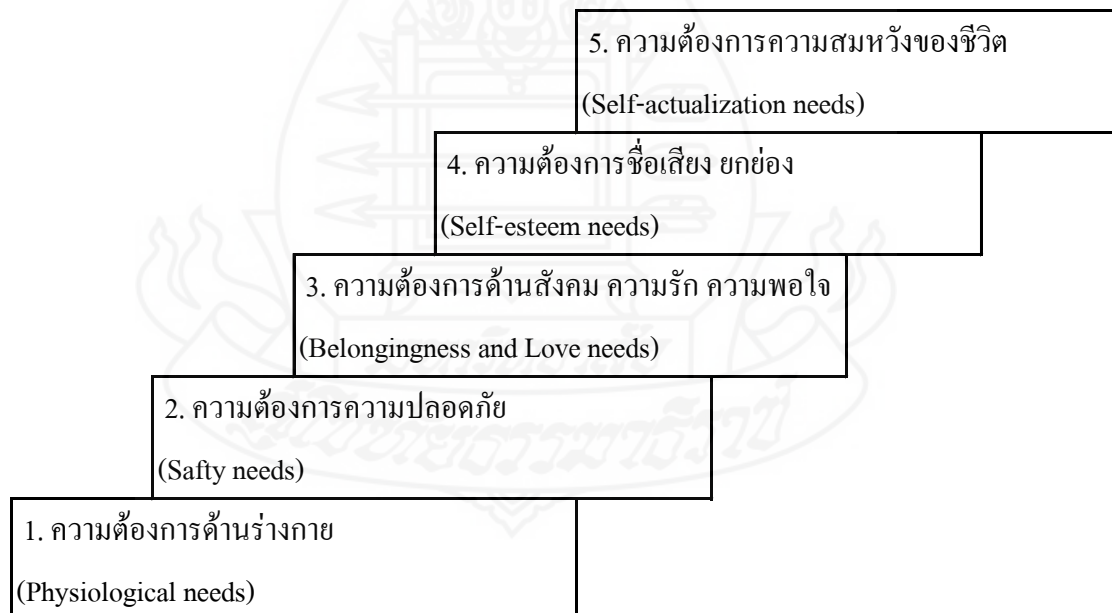 5. ความต้องการความสมหวังของชีวิต
(Self-actualization needs)
4. ความต้องการชื่อเสียง ยกย่อง
(Self-esteem needs)
3. ความต้องการด้านสังคม ความรัก ความพอใจ
(Belongingness and Love needs)
2. ความต้องการความปลอดภัย
(Safty needs)
1. ความต้องการด้านร่างกาย
(Physiological needs)